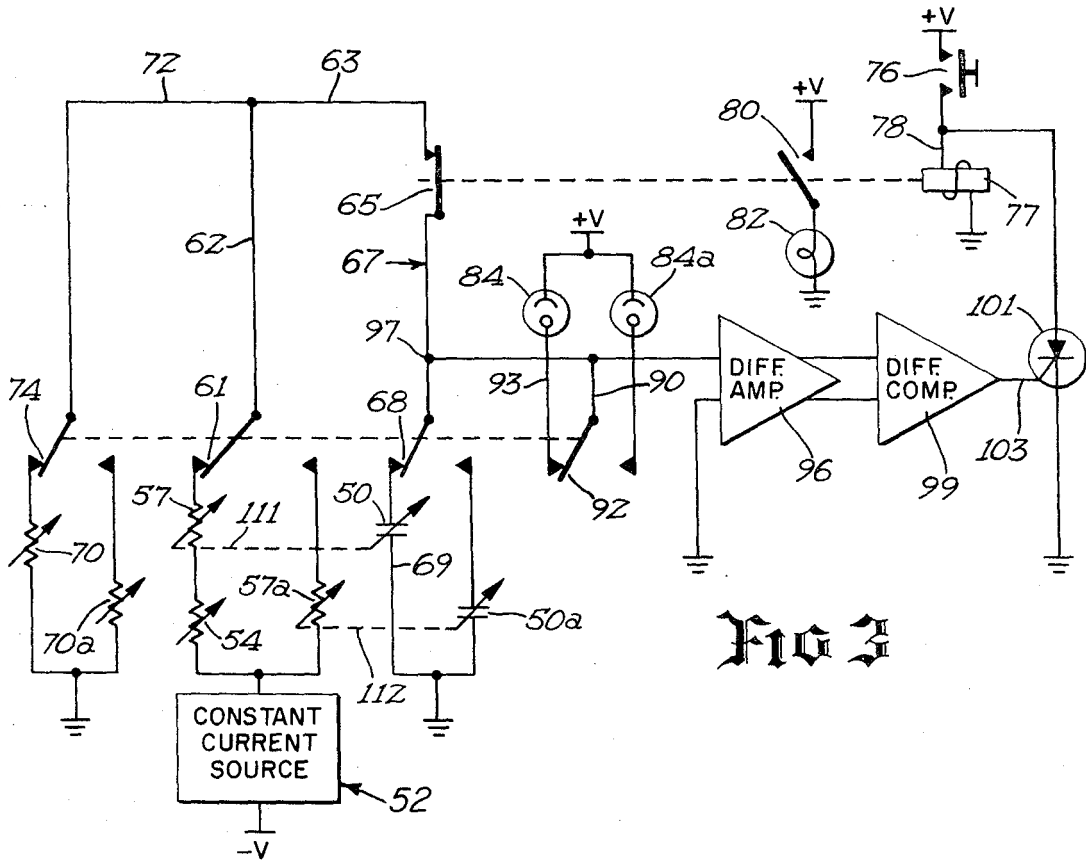 +V
72
63
76
+V
80
78
65
77
+V
82
62
67
84
84a
101
97
DIFF.
AMP.
DIFF.
COMP.
93
90
74
61
68
103
96
99
57
111
50
92
70
69
57a
70a
54
50a
112
Fig 3
CONSTANT
CURRENT
SOURCE
52
-V